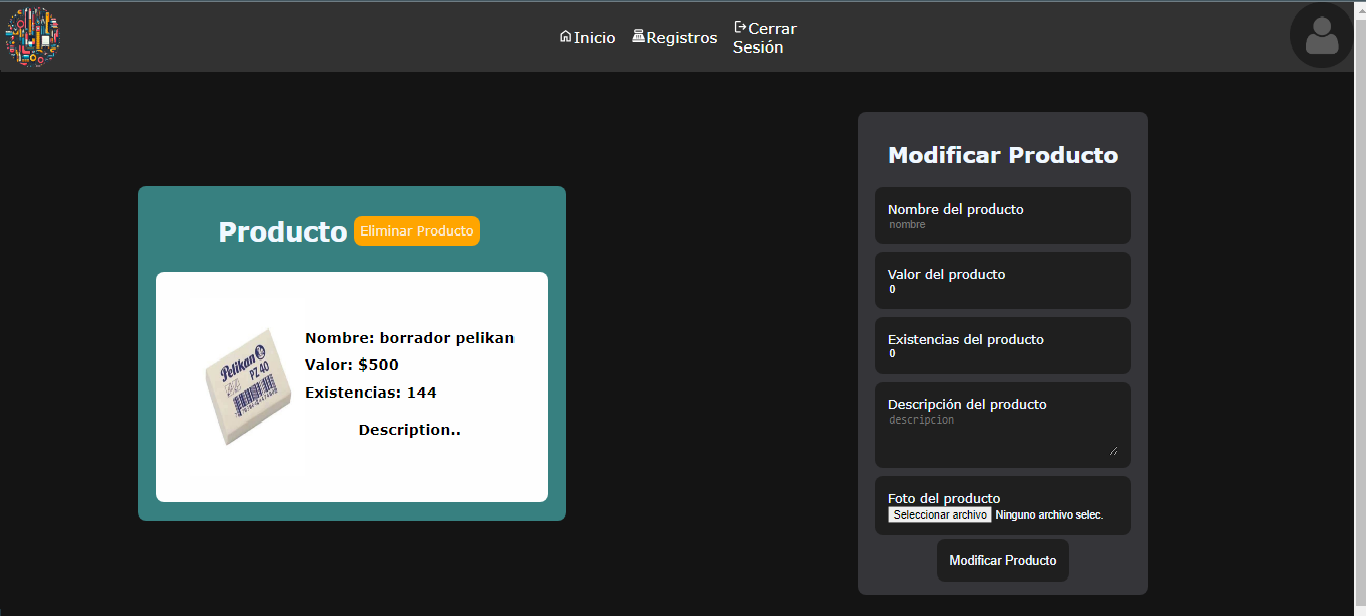 Inicio
Registros
Cerrar
Sesión
Producto
Eliminar Producto
Pelikan
PZ 40
Nombre: borrador pelikan
Valor: $500
Existencias: 144
Description..
Modificar Producto
Nombre del producto
nombre
Valor del producto
0
Existencias del producto
0
Descripción del producto
descripcion
Foto del producto
Seleccionar archivo Ninguno archivo selec.
Modificar Producto